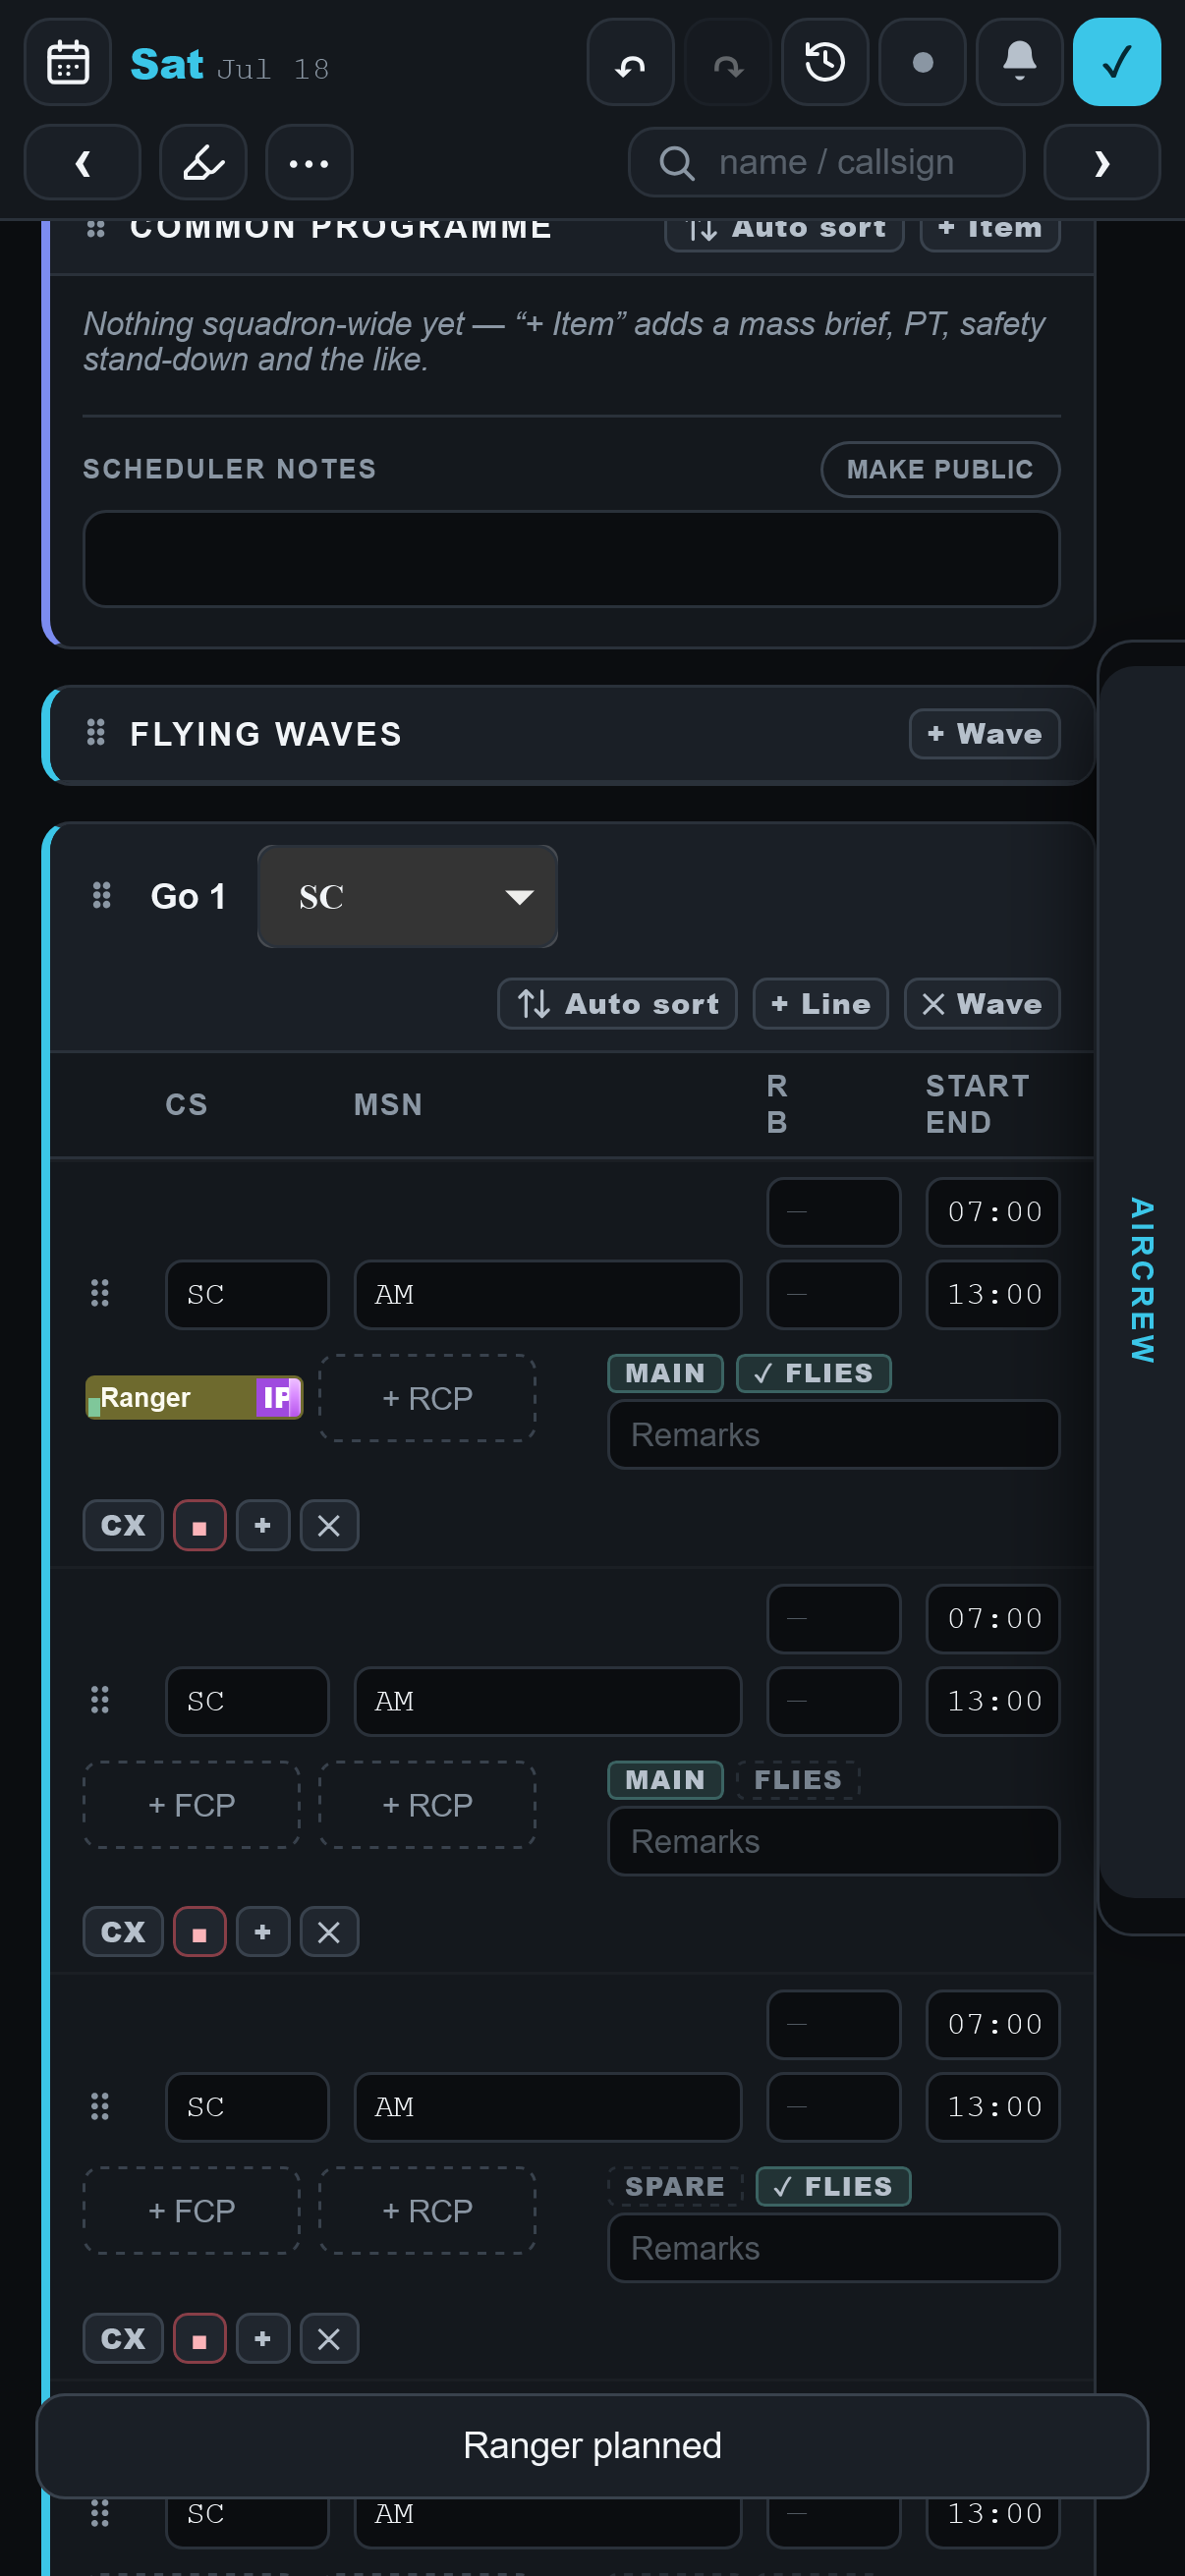 Sat Jul 18
name / callsign
COMMON PROGRAMME
Auto sort
+ Item
Nothing squadron-wide yet — “+ Item” adds a mass brief, PT, safety
stand-down and the like.
SCHEDULER NOTES
MAKE PUBLIC
FLYING WAVES
+ Wave
Go 1
SC
Auto sort
+ Line
× Wave
CS
MSN
R
B
START
END
— 07:00
SC AM — 13:00
Ranger IP
+ RCP
MAIN
✓ FLIES
Remarks
CX
+
×
— 07:00
SC AM — 13:00
+ FCP
+ RCP
MAIN
FLIES
Remarks
CX
+
×
— 07:00
SC AM — 13:00
+ FCP
+ RCP
SPARE
✓ FLIES
Remarks
CX
+
×
Ranger planned
SC AM — 13:00
AIRCREW